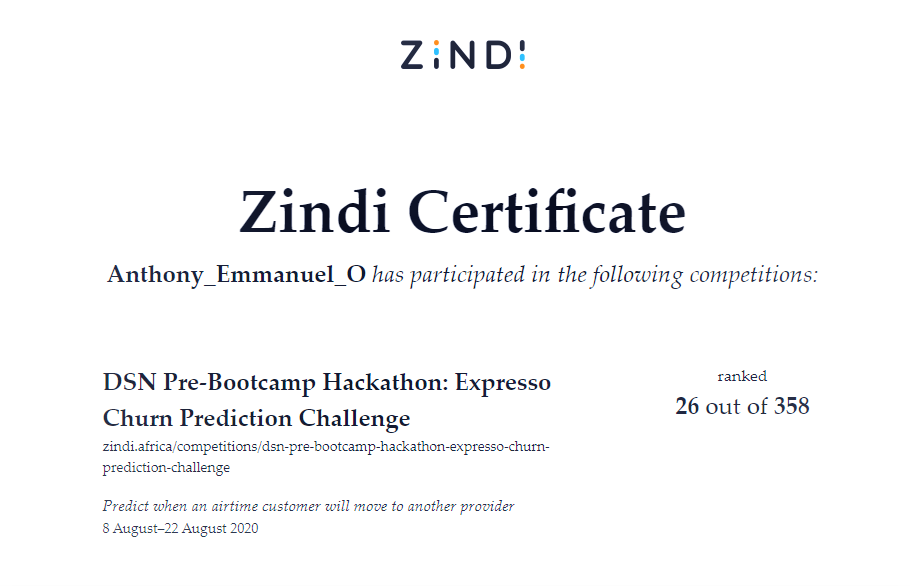 ZINDI
Zindi Certificate
Anthony_Emmanuel_O has participated in the following competitions:
DSN Pre-Bootcamp Hackathon: Expresso
Churn Prediction Challenge
zindi.africa/competitions/dsn-pre-bootcamp-hackathon-expresso-churn-
prediction-challenge
Predict when an airtime customer will move to another provider
8 August–22 August 2020
ranked
26 out of 358